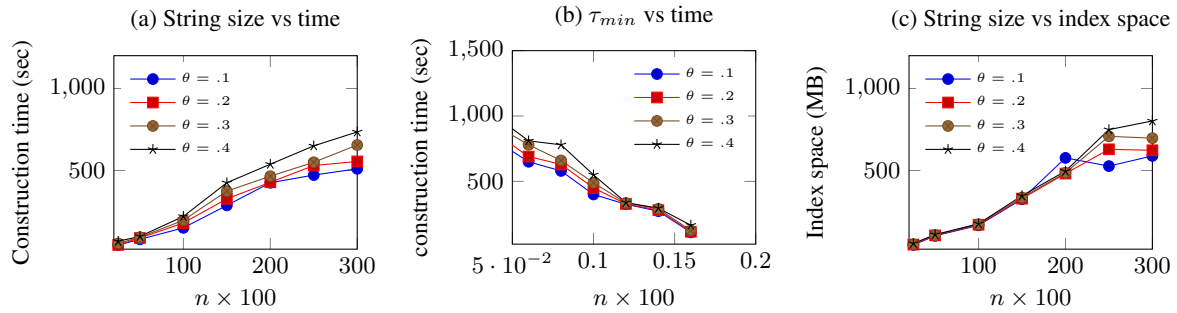 (a) String size vs time
Construction time (sec)
1,000
500
100 200 300
n × 100
θ = .1
θ = .2
θ = .3
θ = .4
(b) τ_min vs time
construction time (sec)
1,500
1,000
500
5 · 10⁻² 0.1 0.15 0.2
n × 100
θ = .1
θ = .2
θ = .3
θ = .4
(c) String size vs index space
Index space (MB)
1,000
500
100 200 300
n × 100
θ = .1
θ = .2
θ = .3
θ = .4